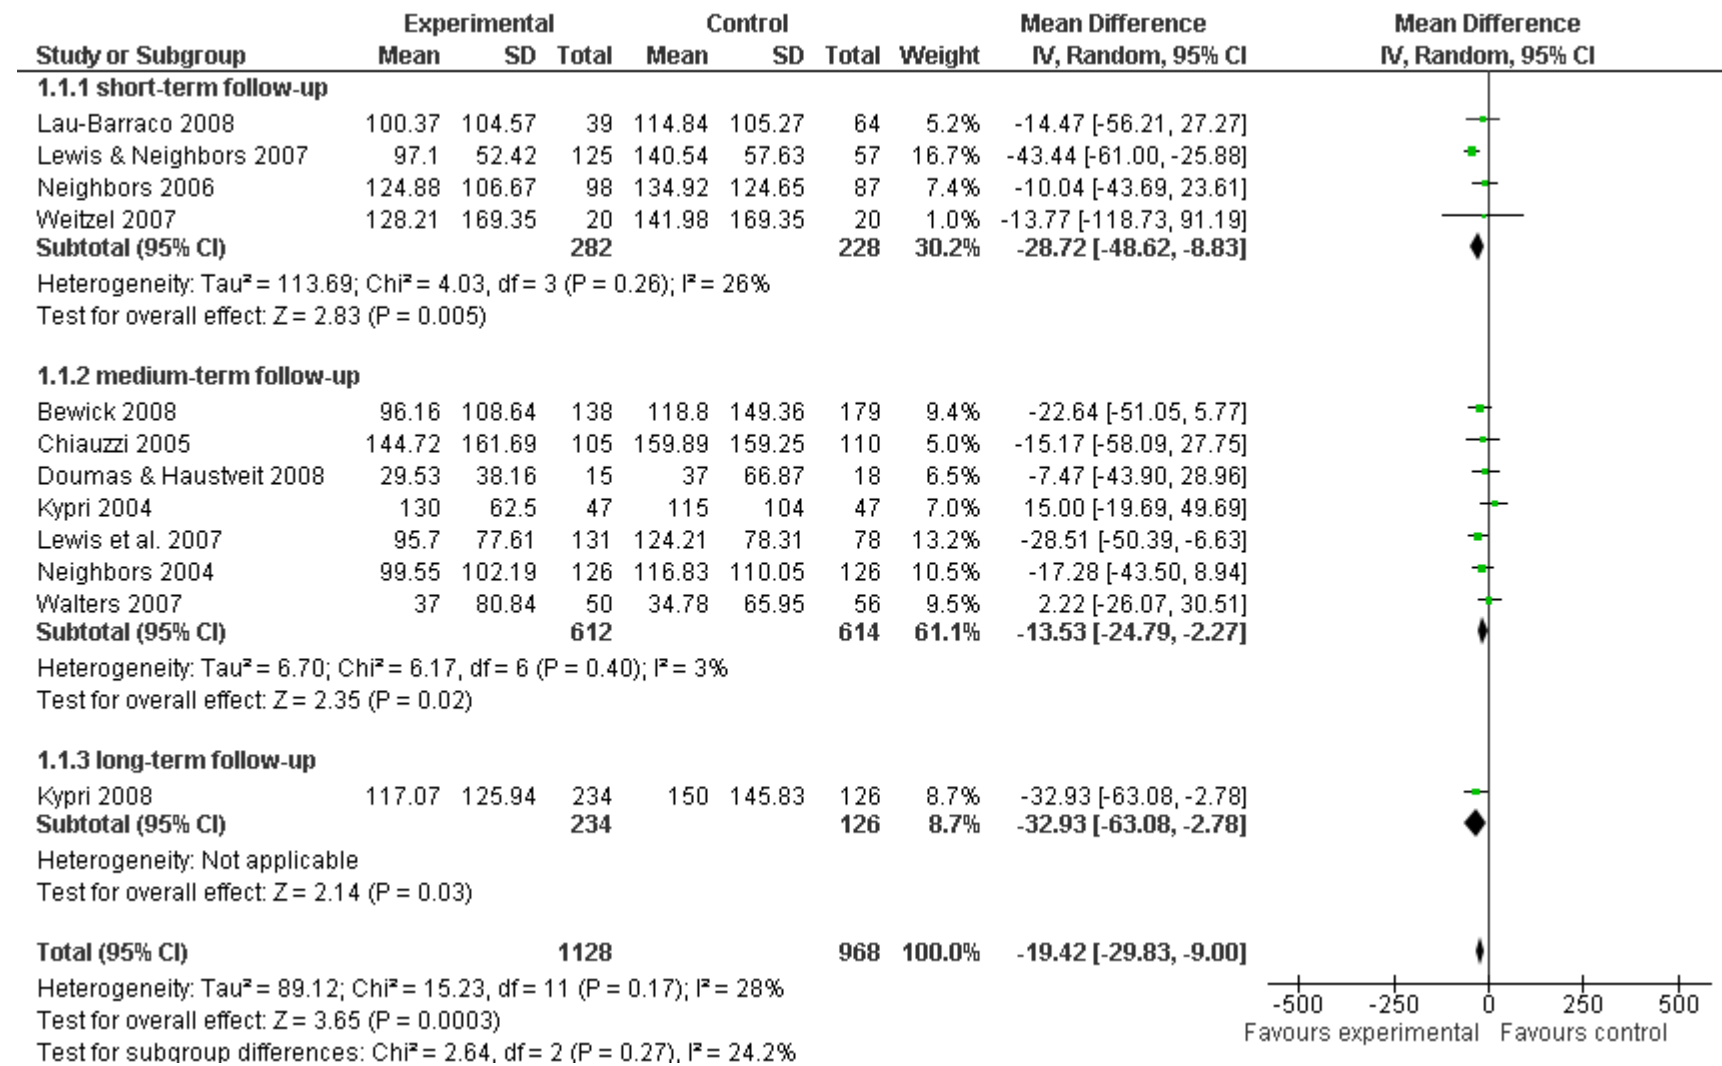 Experimental Control Mean Difference Mean Difference
Study or Subgroup Mean SD Total Mean SD Total Weight IV, Random, 95% CI IV, Random, 95% CI
1.1.1 short-term follow-up
Lau-Barraco 2008 100.37 104.57 39 114.84 105.27 64 5.2% -14.47 [-56.21, 27.27]
Lewis & Neighbors 2007 97.1 52.42 125 140.54 57.63 57 16.7% -43.44 [-61.00, -25.88]
Neighbors 2006 124.88 106.67 98 134.92 124.65 87 7.4% -10.04 [-43.69, 23.61]
Weitzel 2007 128.21 169.35 20 141.98 169.35 20 1.0% -13.77 [-118.73, 91.19]
Subtotal (95% CI) 282 228 30.2% -28.72 [-48.62, -8.83]
Heterogeneity: Tau² = 113.69; Chi² = 4.03, df = 3 (P = 0.26); I² = 26%
Test for overall effect: Z = 2.83 (P = 0.005)
1.1.2 medium-term follow-up
Bewick 2008 96.16 108.64 138 118.8 149.36 179 9.4% -22.64 [-51.05, 5.77]
Chiauzzi 2005 144.72 161.69 105 159.89 159.25 110 5.0% -15.17 [-58.09, 27.75]
Doumas & Haustveit 2008 29.53 38.16 15 37 66.87 18 6.5% -7.47 [-43.90, 28.96]
Kypri 2004 130 62.5 47 115 104 47 7.0% 15.00 [-19.69, 49.69]
Lewis et al. 2007 95.7 77.61 131 124.21 78.31 78 13.2% -28.51 [-50.39, -6.63]
Neighbors 2004 99.55 102.19 126 116.83 110.05 126 10.5% -17.28 [-43.50, 8.94]
Walters 2007 37 80.84 50 34.78 65.95 56 9.5% 2.22 [-26.07, 30.51]
Subtotal (95% CI) 612 614 61.1% -13.53 [-24.79, -2.27]
Heterogeneity: Tau² = 6.70; Chi² = 6.17, df = 6 (P = 0.40); I² = 3%
Test for overall effect: Z = 2.35 (P = 0.02)
1.1.3 long-term follow-up
Kypri 2008 117.07 125.94 234 150 145.83 126 8.7% -32.93 [-63.08, -2.78]
Subtotal (95% CI) 234 126 8.7% -32.93 [-63.08, -2.78]
Heterogeneity: Not applicable
Test for overall effect: Z = 2.14 (P = 0.03)
Total (95% CI) 1128 968 100.0% -19.42 [-29.83, -9.00]
Heterogeneity: Tau² = 89.12; Chi² = 15.23, df = 11 (P = 0.17); I² = 28%
Test for overall effect: Z = 3.65 (P = 0.0003)
Test for subgroup differences: Chi² = 2.64, df = 2 (P = 0.27), I² = 24.2%
-500 -250 0 250 500
Favours experimental Favours control